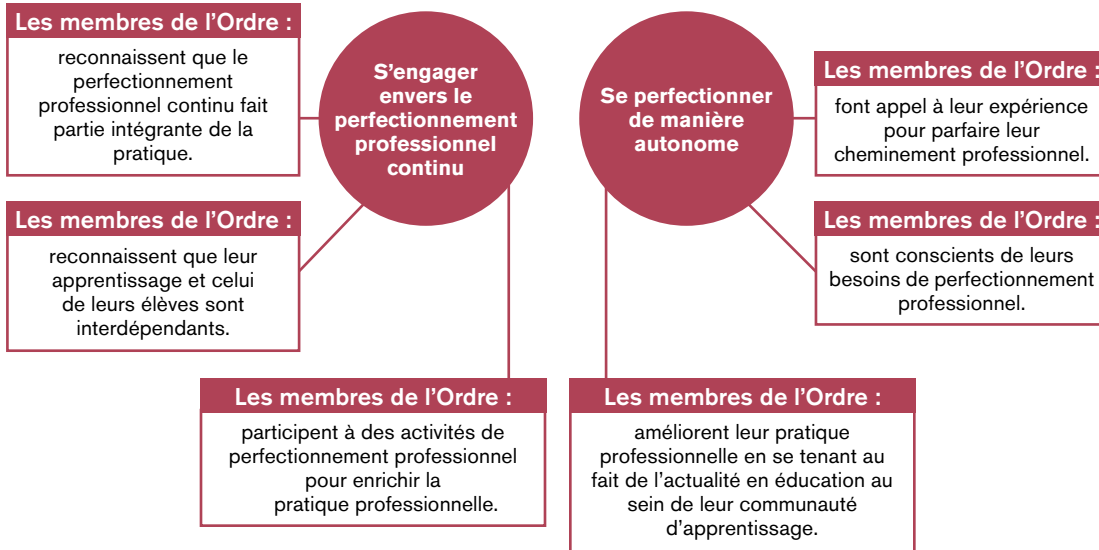 Les membres de l'Ordre :
reconnaissent que le
perfectionnement
professionnel continu fait
partie intégrante de la
pratique.
S'engager
envers le
perfectionnement
professionnel
continu
Les membres de l'Ordre :
reconnaissent que leur
apprentissage et celui
de leurs élèves sont
interdépendants.
Les membres de l'Ordre :
participent à des activités de
perfectionnement professionnel
pour enrichir la
pratique professionnelle.
Se perfectionner
de manière
autonome
Les membres de l'Ordre :
font appel à leur expérience
pour parfaire leur
cheminement professionnel.
Les membres de l'Ordre :
sont conscients de leurs
besoins de perfectionnement
professionnel.
Les membres de l'Ordre :
améliorent leur pratique
professionnelle en se tenant au
fait de l'actualité en éducation au
sein de leur communauté
d'apprentissage.